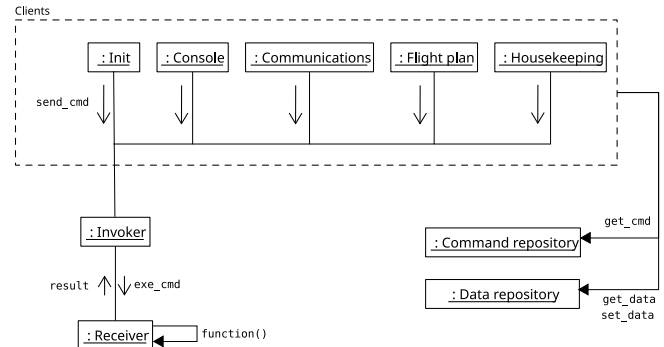 Clients
: Init
: Console
: Communications
: Flight plan
: Housekeeping
send_cmd
: Invoker
get_cmd
: Command repository
result
exe_cmd
: Data repository
get_data
set_data
: Receiver
function()